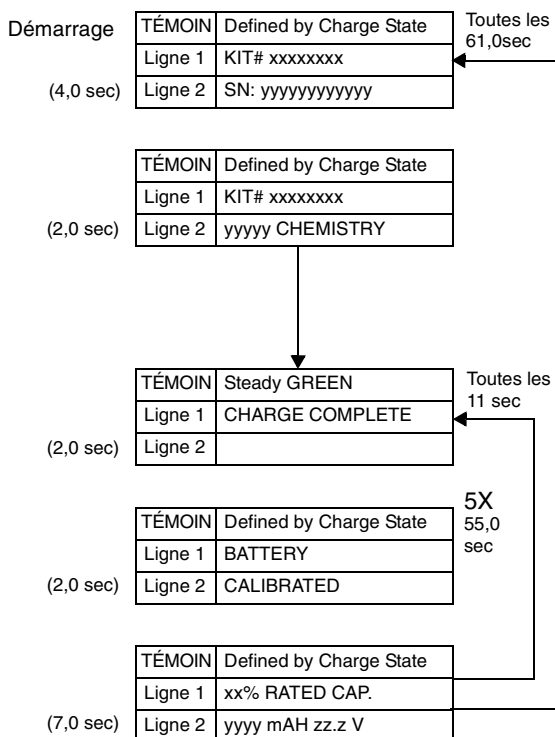 Démarrage
TÉMOIN Defined by Charge State
Ligne 1 KIT# xxxxxxxx
(4,0 sec) Ligne 2 SN: yyyyyyyyyyyy
Toutes les
61,0sec
TÉMOIN Defined by Charge State
Ligne 1 KIT# xxxxxxxx
(2,0 sec) Ligne 2 yyyyy CHEMISTRY
TÉMOIN Steady GREEN
Ligne 1 CHARGE COMPLETE
(2,0 sec) Ligne 2
Toutes les
11 sec
5X
55,0
sec
TÉMOIN Defined by Charge State
Ligne 1 BATTERY
(2,0 sec) Ligne 2 CALIBRATED
TÉMOIN Defined by Charge State
Ligne 1 xx% RATED CAP.
(7,0 sec) Ligne 2 yyyy mAH zz.z V